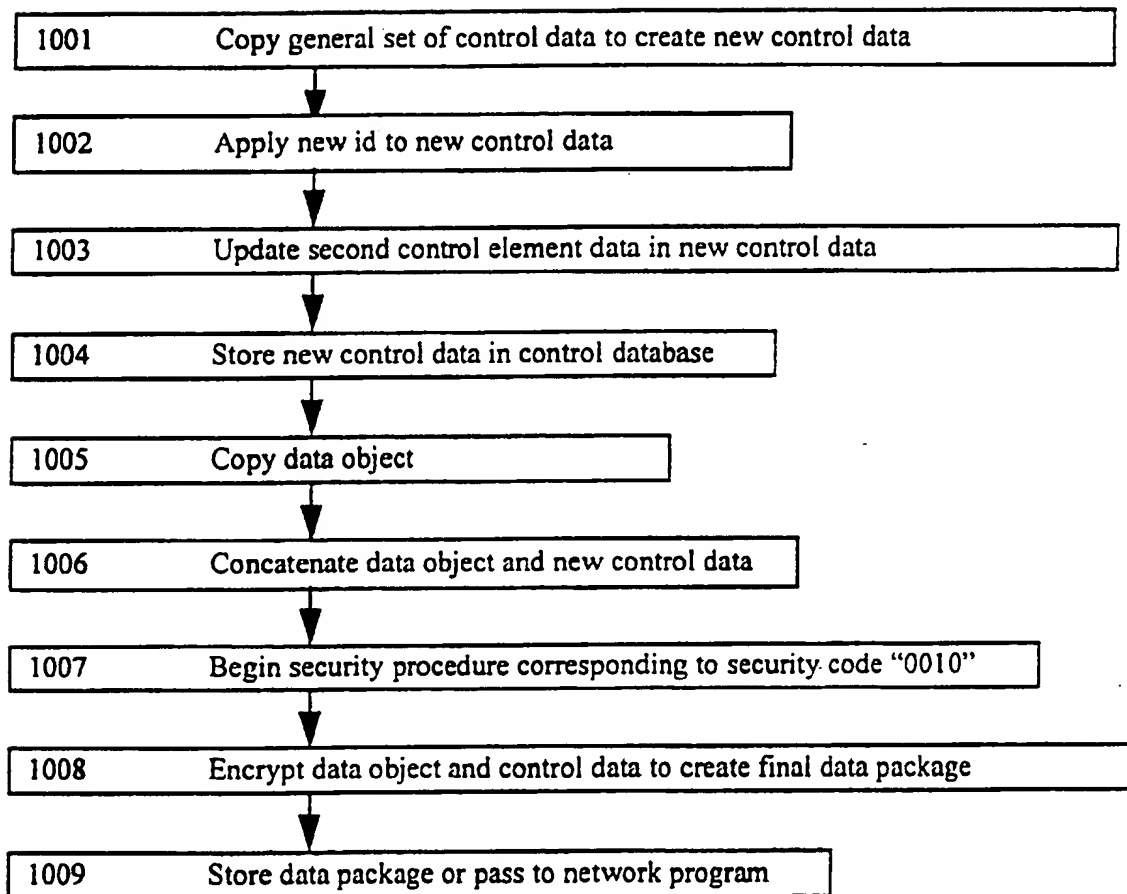 1001 Copy general set of control data to create new control data
1002 Apply new id to new control data
1003 Update second control element data in new control data
1004 Store new control data in control database
1005 Copy data object
1006 Concatenate data object and new control data
1007 Begin security procedure corresponding to security code “0010”
1008 Encrypt data object and control data to create final data package
1009 Store data package or pass to network program